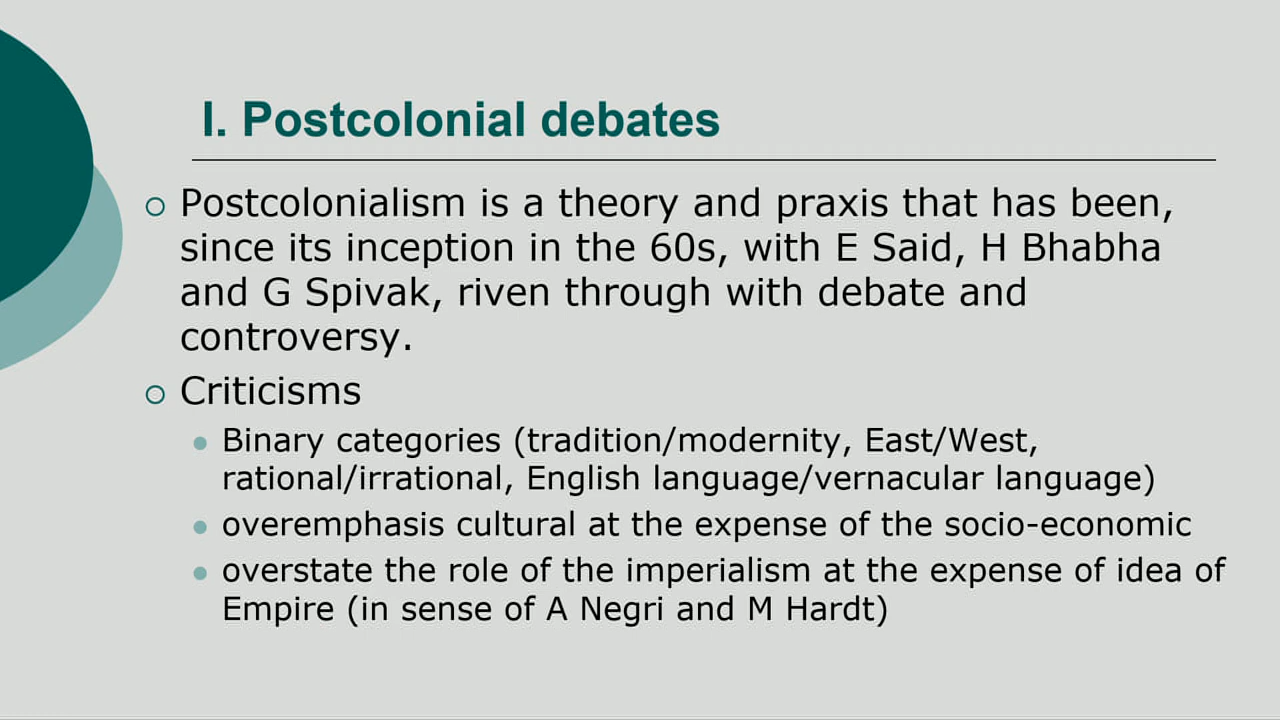 I. Postcolonial debates
Postcolonialism is a theory and praxis that has been,
since its inception in the 60s, with E Said, H Bhabha
and G Spivak, riven through with debate and
controversy.
Criticisms
Binary categories (tradition/modernity, East/West,
rational/irrational, English language/vernacular language)
overemphasis cultural at the expense of the socio-economic
overstate the role of the imperialism at the expense of idea of
Empire (in sense of A Negri and M Hardt)